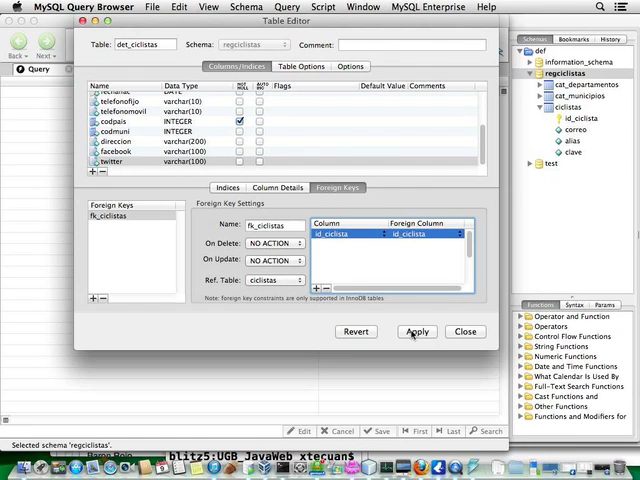 MySQL Query Browser File Edit View Schema Query Script Window MySQL Enterprise Help
Table Editor
Table: det_ciclistas Schema: regciclistas Comment:
Back Next
Query
Columns/Indices Table Options Options
Name Data Type NOT NULL AUTO INC Flags Default Value Comments
telefonofijo varchar(10)
telefonomovil varchar(10)
codpais INTEGER
codmuni INTEGER
direccion varchar(200)
facebook varchar(100)
twitter varchar(100)
Indices Column Details Foreign Keys
Foreign Keys
fk_ciclistas
Foreign Key Settings
Name: fk_ciclistas
On Delete: NO ACTION
On Update: NO ACTION
Ref. Table: ciclistas
Column Foreign Column
id_ciclista id_ciclista
Note: foreign key constraints are only supported in InnoDB tables
Revert Apply Close
Schemas Bookmarks History
def
information_schema
regciclistas
cat_departamentos
cat_municipios
ciclistas
id_ciclista
correo
alias
clave
test
Functions Syntax Params
Operator and Function
Operators
Control Flow Functions
String Functions
Numeric Functions
Date and Time Functions
What Calendar Is Used By
Full-Text Search Functions
Cast Functions and
Other Functions
Functions and Modifiers for
Edit Cancel Save First Last Search
Selected schema 'regciclistas'.
blitz5:UGB_JavaWeb xtecuan$